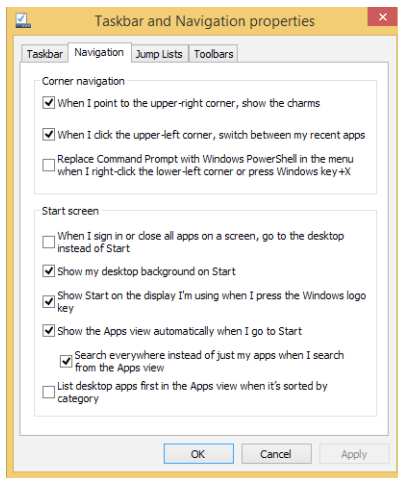 Taskbar and Navigation properties
Taskbar Navigation Jump Lists Toolbars
Corner navigation
When I point to the upper-right corner, show the charms
When I click the upper-left corner, switch between my recent apps
Replace Command Prompt with Windows PowerShell in the menu
when I right-click the lower-left corner or press Windows key+X
Start screen
When I sign in or close all apps on a screen, go to the desktop
instead of Start
Show my desktop background on Start
Show Start on the display I'm using when I press the Windows logo
key
Show the Apps view automatically when I go to Start
Search everywhere instead of just my apps when I search
from the Apps view
List desktop apps first in the Apps view when it's sorted by
category
OK Cancel Apply